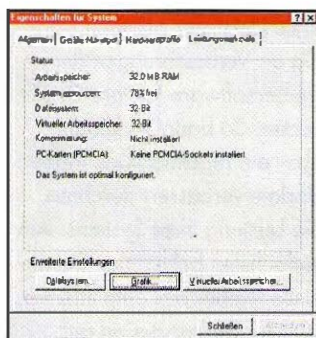 Eigenschaften für System
Allgemein Geräte-Manager Hardwareprofile Leistungsmerkmale
Status
Arbeitsspeicher: 32.0 MB RAM
Systemressourcen: 78% frei
Dateisystem: 32-Bit
Virtueller Arbeitsspeicher: 32-Bit
Komprimierung: Nicht installiert
PC-Karten (PCMCIA): Keine PCMCIA-Sockets installiert
Das System ist optimal konfiguriert.
Erweiterte Einstellungen
Dateisystem... Grafik... Virtueller Arbeitsspeicher...
Schließen